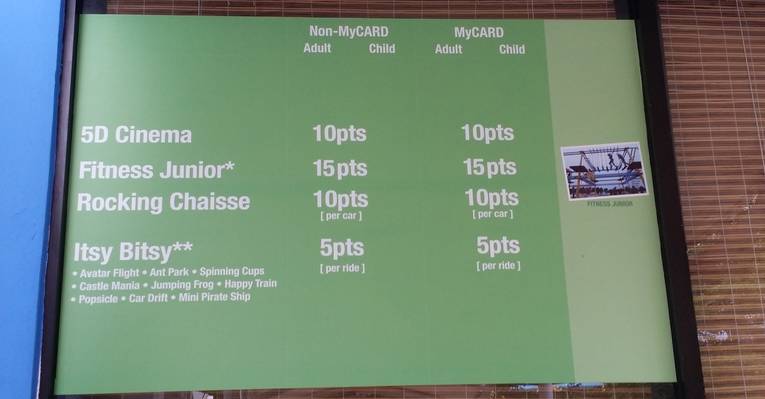 Non-MyCARD MyCARD
Adult Child Adult Child
5D Cinema 10pts 10pts
Fitness Junior* 15pts 15pts
Rocking Chaisse 10pts 10pts
[ per car ] [ per car ]
Itsy Bitsy** 5pts 5pts
[ per ride ] [ per ride ]
• Avatar Flight • Ant Park • Spinning Cups
• Castle Mania • Jumping Frog • Happy Train
• Popsicle • Car Drift • Mini Pirate Ship
FITNESS JUNIOR